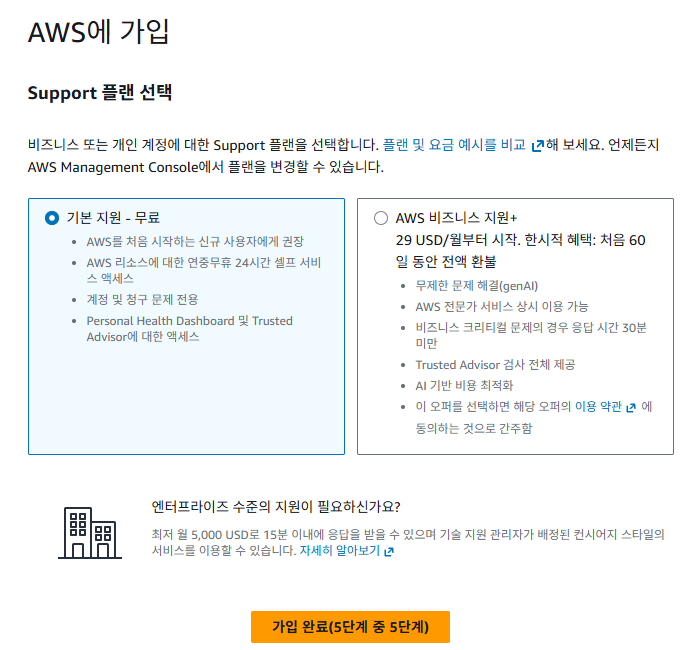 AWS에 가입
Support 플랜 선택
비즈니스 또는 개인 계정에 대한 Support 플랜을 선택합니다. 플랜 및 요금 예시를 비교 해 보세요. 언제든지
AWS Management Console에서 플랜을 변경할 수 있습니다.
기본 지원 - 무료
AWS를 처음 시작하는 신규 사용자에게 권장
AWS 리소스에 대한 연중무휴 24시간 셀프 서비
스 액세스
계정 및 청구 문제 전용
Personal Health Dashboard 및 Trusted
Advisor에 대한 액세스
AWS 비즈니스 지원+
29 USD/월부터 시작. 한시적 혜택: 처음 60
일 동안 전액 환불
무제한 문제 해결(genAI)
AWS 전문가 서비스 상시 이용 가능
비즈니스 크리티컬 문제의 경우 응답 시간 30분
미만
Trusted Advisor 검사 전체 제공
AI 기반 비용 최적화
이 오퍼를 선택하면 해당 오퍼의 이용 약관 에
동의하는 것으로 간주함
엔터프라이즈 수준의 지원이 필요하신가요?
최저 월 5,000 USD로 15분 이내에 응답을 받을 수 있으며 기술 지원 관리자가 배정된 컨시어지 스타일의
서비스를 이용할 수 있습니다. 자세히 알아보기
가입 완료(5단계 중 5단계)